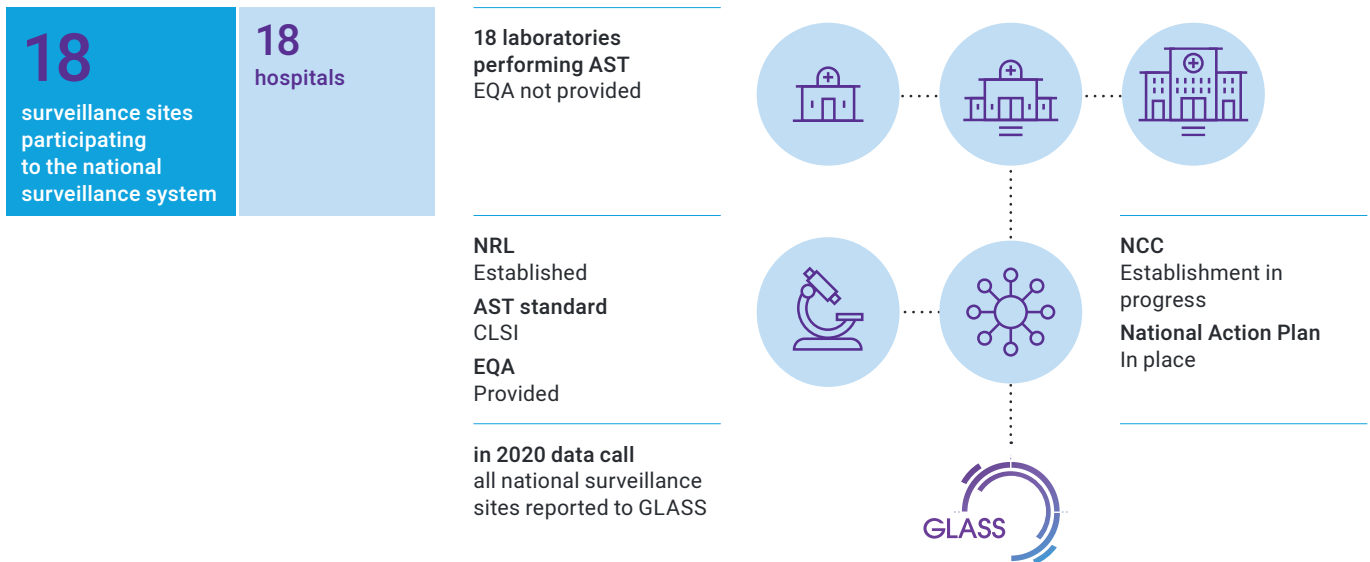 18
surveillance sites
participating
to the national
surveillance system
18
hospitals
18 laboratories
performing AST
EQA not provided
NRL
Established
AST standard
CLSI
EQA
Provided
NCC
Establishment in
progress
National Action Plan
In place
in 2020 data call
all national surveillance
sites reported to GLASS
GLASS